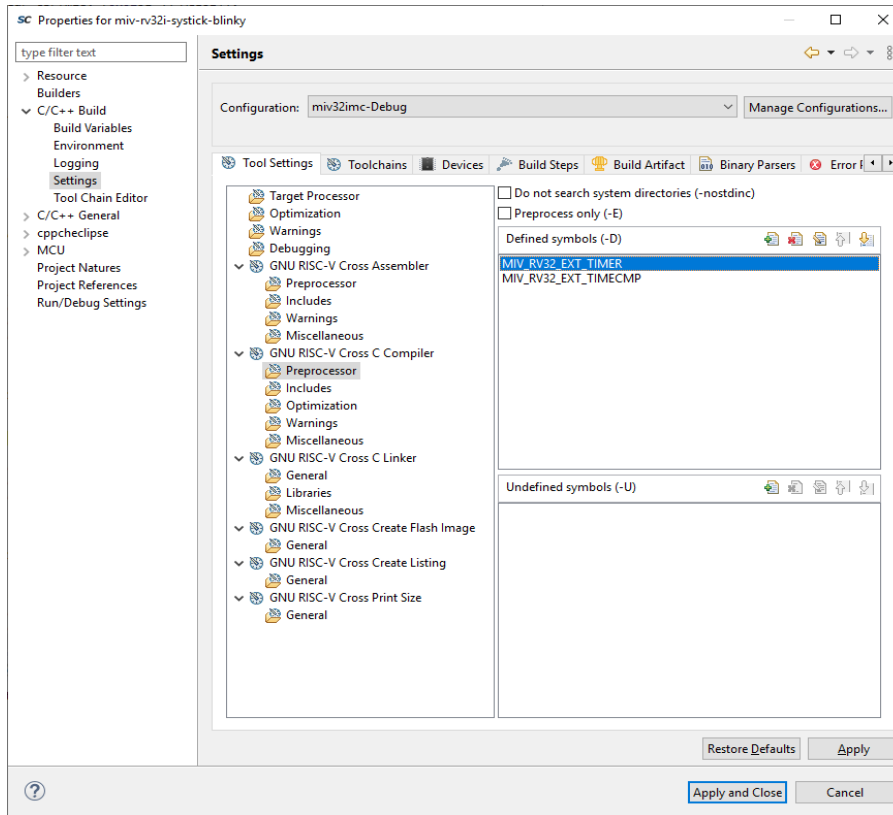 SC Properties for miv-rv32i-systick-blinky
type filter text
Resource
Builders
C/C++ Build
Build Variables
Environment
Logging
Settings
Tool Chain Editor
C/C++ General
cppcheclipse
MCU
Project Natures
Project References
Run/Debug Settings
Settings
Configuration: miv32imc-Debug
Manage Configurations...
Tool Settings Toolchains Devices Build Steps Build Artifact Binary Parsers Error
Target Processor
Optimization
Warnings
Debugging
GNU RISC-V Cross Assembler
Preprocessor
Includes
Warnings
Miscellaneous
GNU RISC-V Cross C Compiler
Preprocessor
Includes
Optimization
Warnings
Miscellaneous
GNU RISC-V Cross C Linker
General
Libraries
Miscellaneous
GNU RISC-V Cross Create Flash Image
General
GNU RISC-V Cross Create Listing
General
GNU RISC-V Cross Print Size
General
Do not search system directories (-nostdinc)
Preprocess only (-E)
Defined symbols (-D)
MIV_RV32_EXT_TIMER
MIV_RV32_EXT_TIMECMP
Undefined symbols (-U)
Restore Defaults
Apply
Apply and Close
Cancel